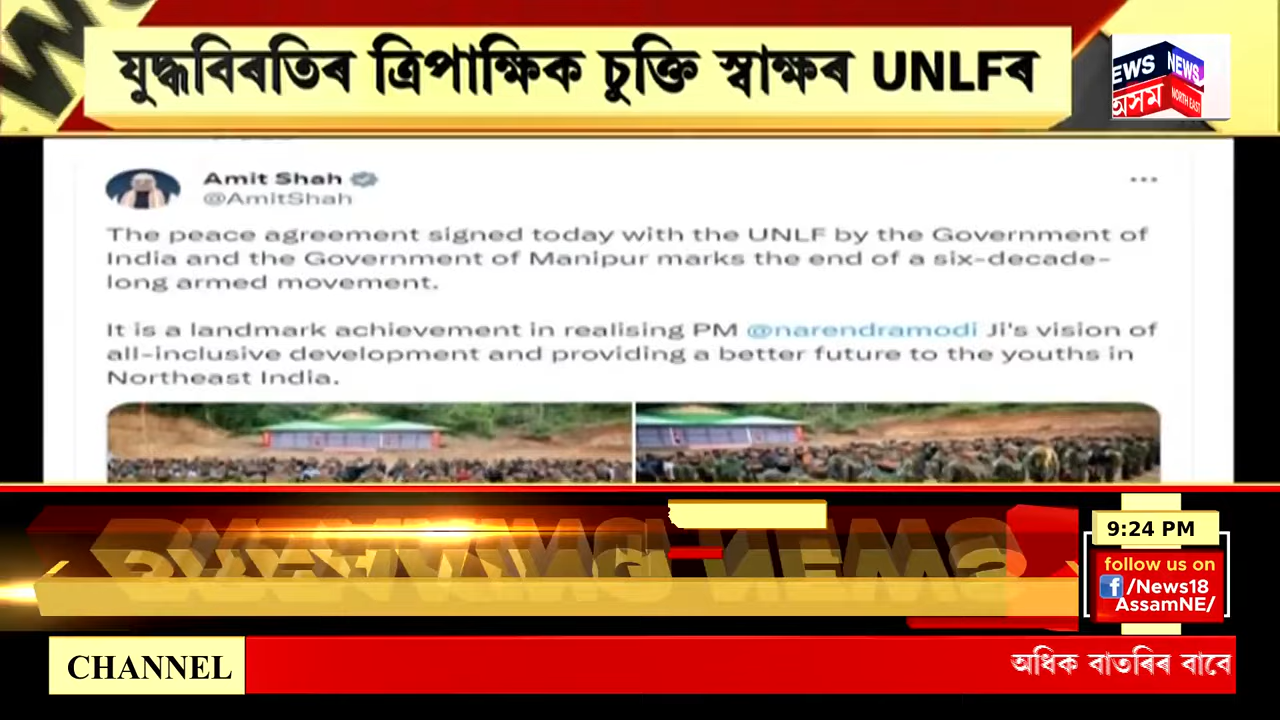 যুদ্ধবিৰতিৰ ত্ৰিপাক্ষিক চুক্তি স্বাক্ষৰ UNLFৰ
EWS NEWS
অসম NORTH EAST
Amit Shah
@AmitShah
The peace agreement signed today with the UNLF by the Government of
India and the Government of Manipur marks the end of a six-decade-
long armed movement.
It is a landmark achievement in realising PM @narendramodi Ji's vision of
all-inclusive development and providing a better future to the youths in
Northeast India.
BREAKING NEWS
9:24 PM
follow us on
/News18
AssamNE/
CHANNEL
অধিক বাতৰিৰ বাবে